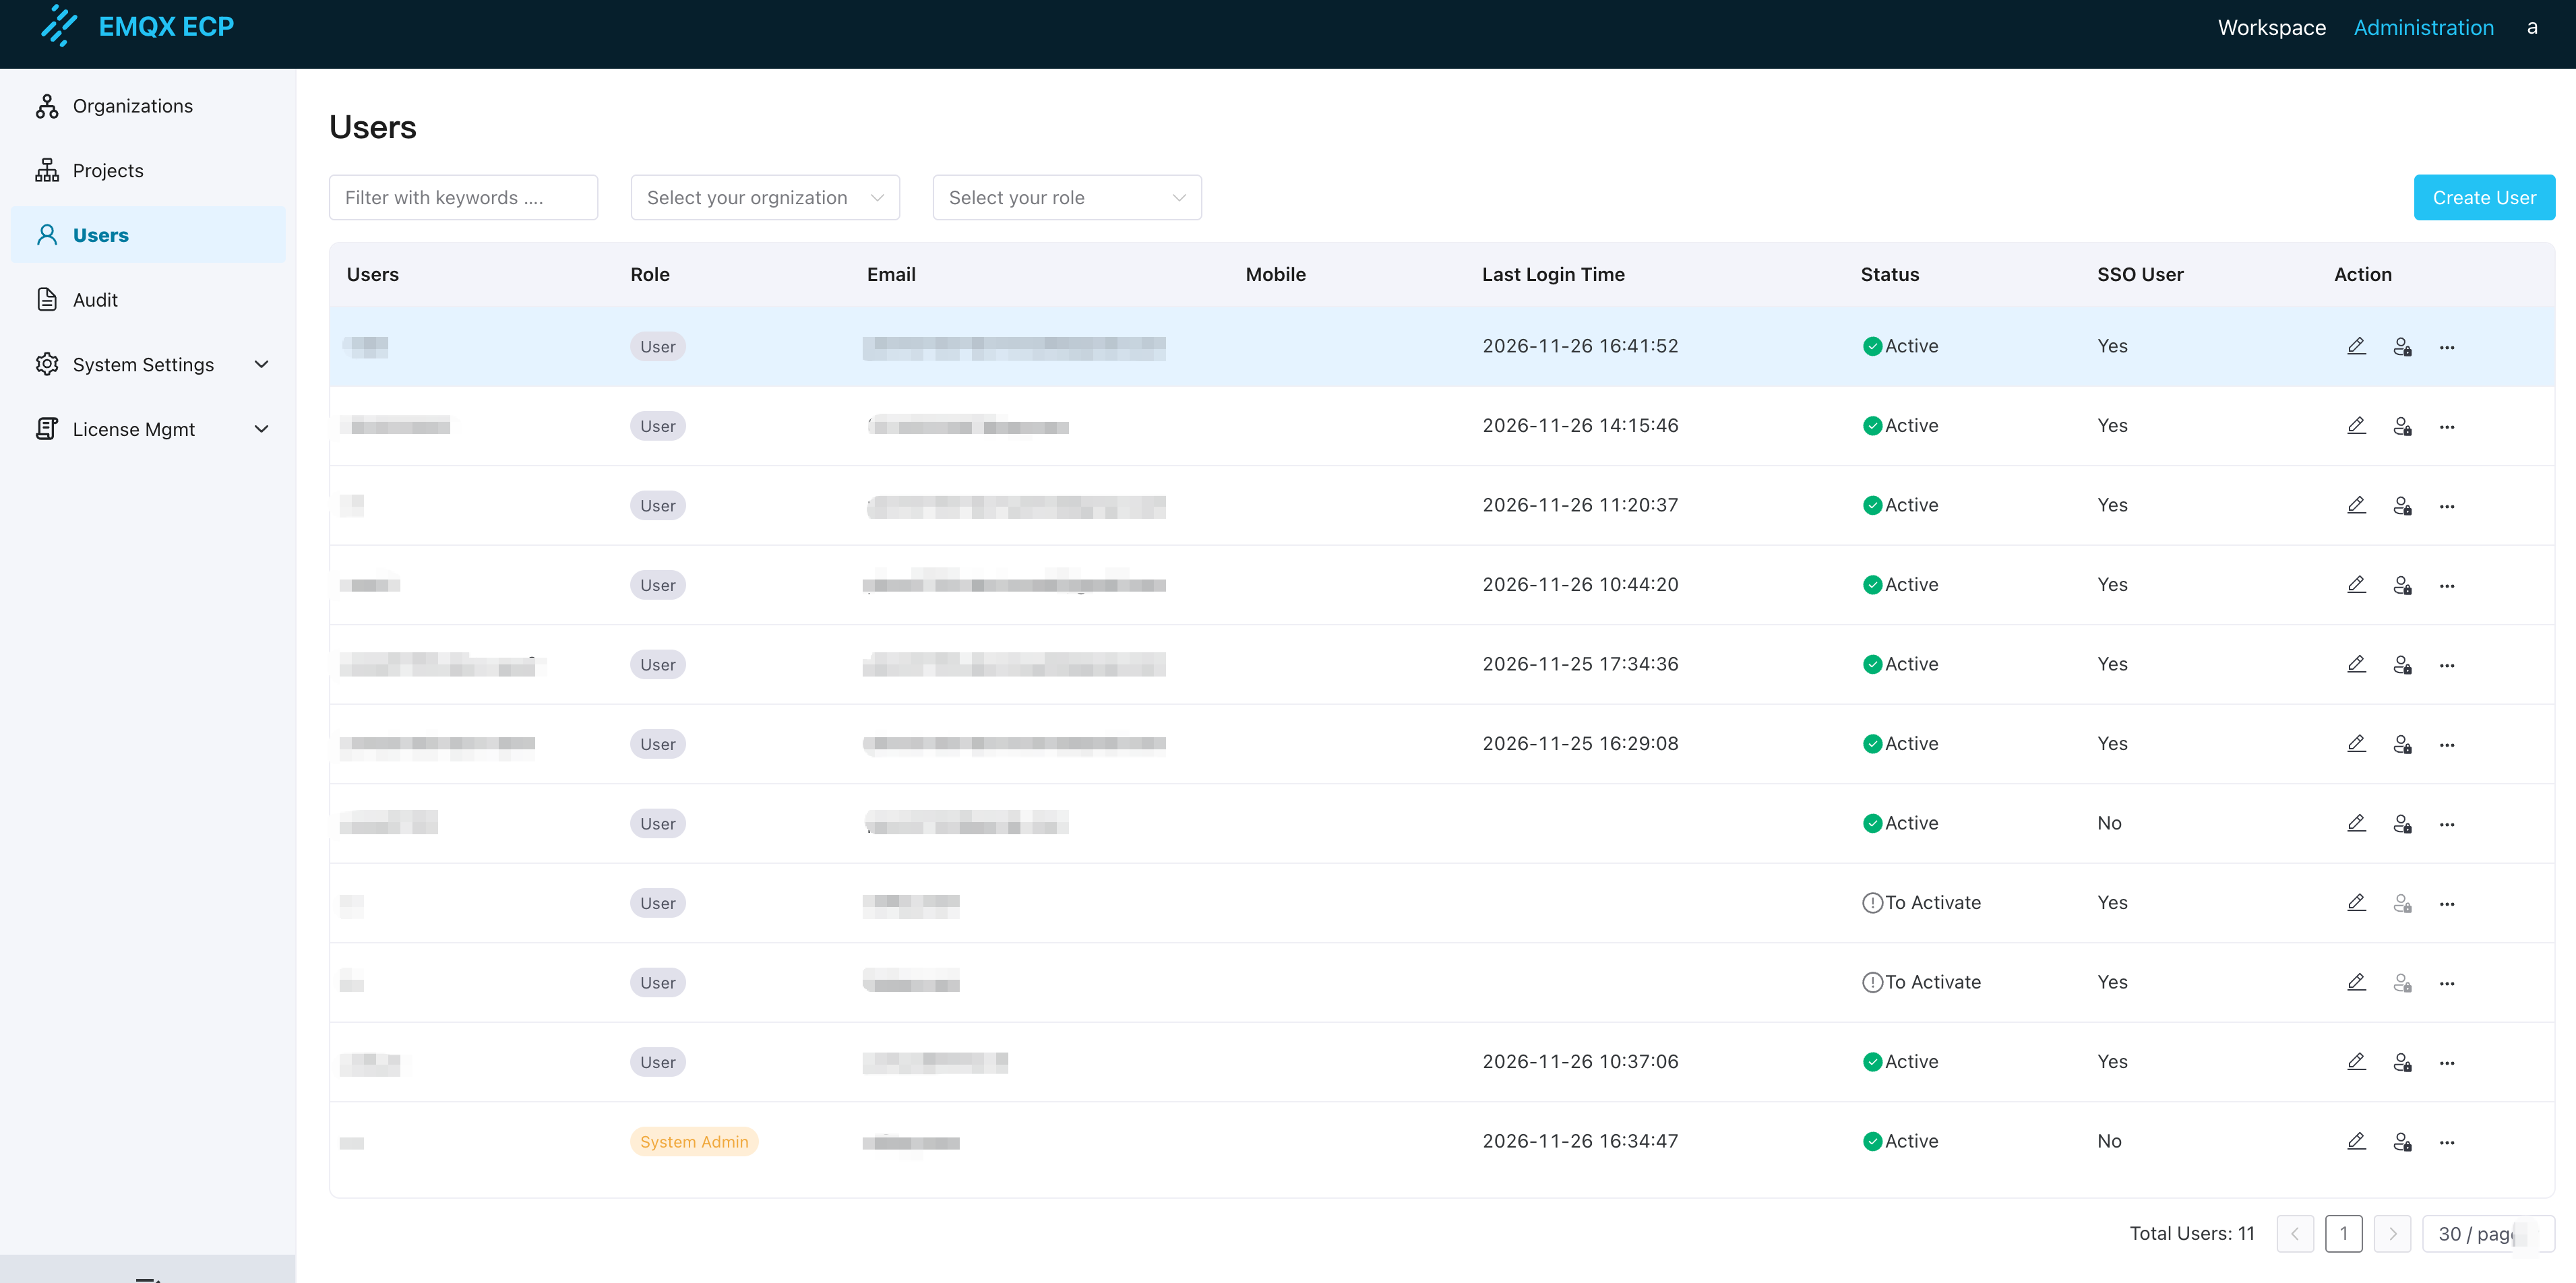 EMQX ECP
Workspace Administration a
Organizations
Projects
Users
Audit
System Settings
License Mgmt
Users
Filter with keywords ....
Select your orgnization
Select your role
Create User
Users Role Email Mobile Last Login Time Status SSO User Action
User 2026-11-26 16:41:52 Active Yes
User 2026-11-26 14:15:46 Active Yes
User 2026-11-26 11:20:37 Active Yes
User 2026-11-26 10:44:20 Active Yes
User 2026-11-25 17:34:36 Active Yes
User 2026-11-25 16:29:08 Active Yes
User Active No
User To Activate Yes
User To Activate Yes
User 2026-11-26 10:37:06 Active Yes
System Admin 2026-11-26 16:34:47 Active No
Total Users: 11 1 30 /